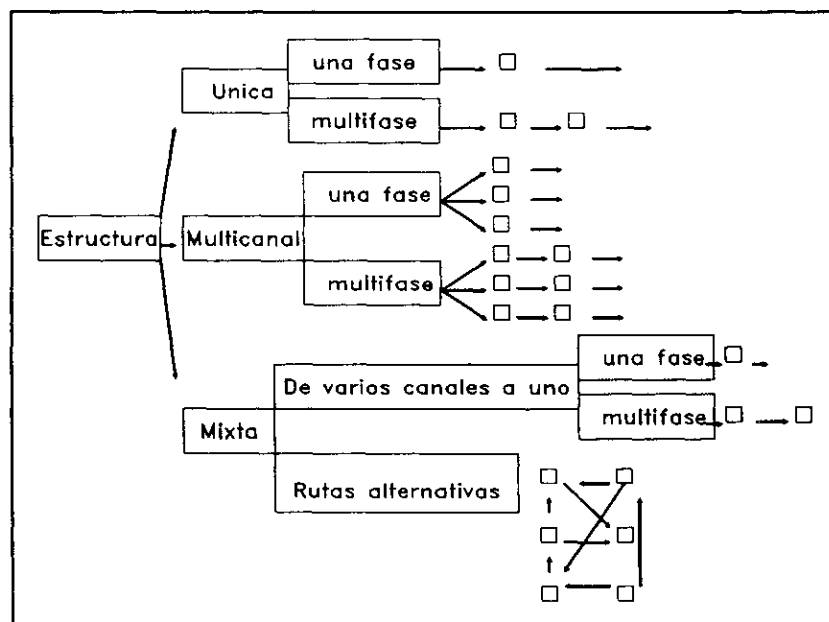 una fase
Unica
multifase
una fase
Estructura
Multicanal
multifase
una fase
De varios canales a uno
multifase
Mixta
Rutas alternativas